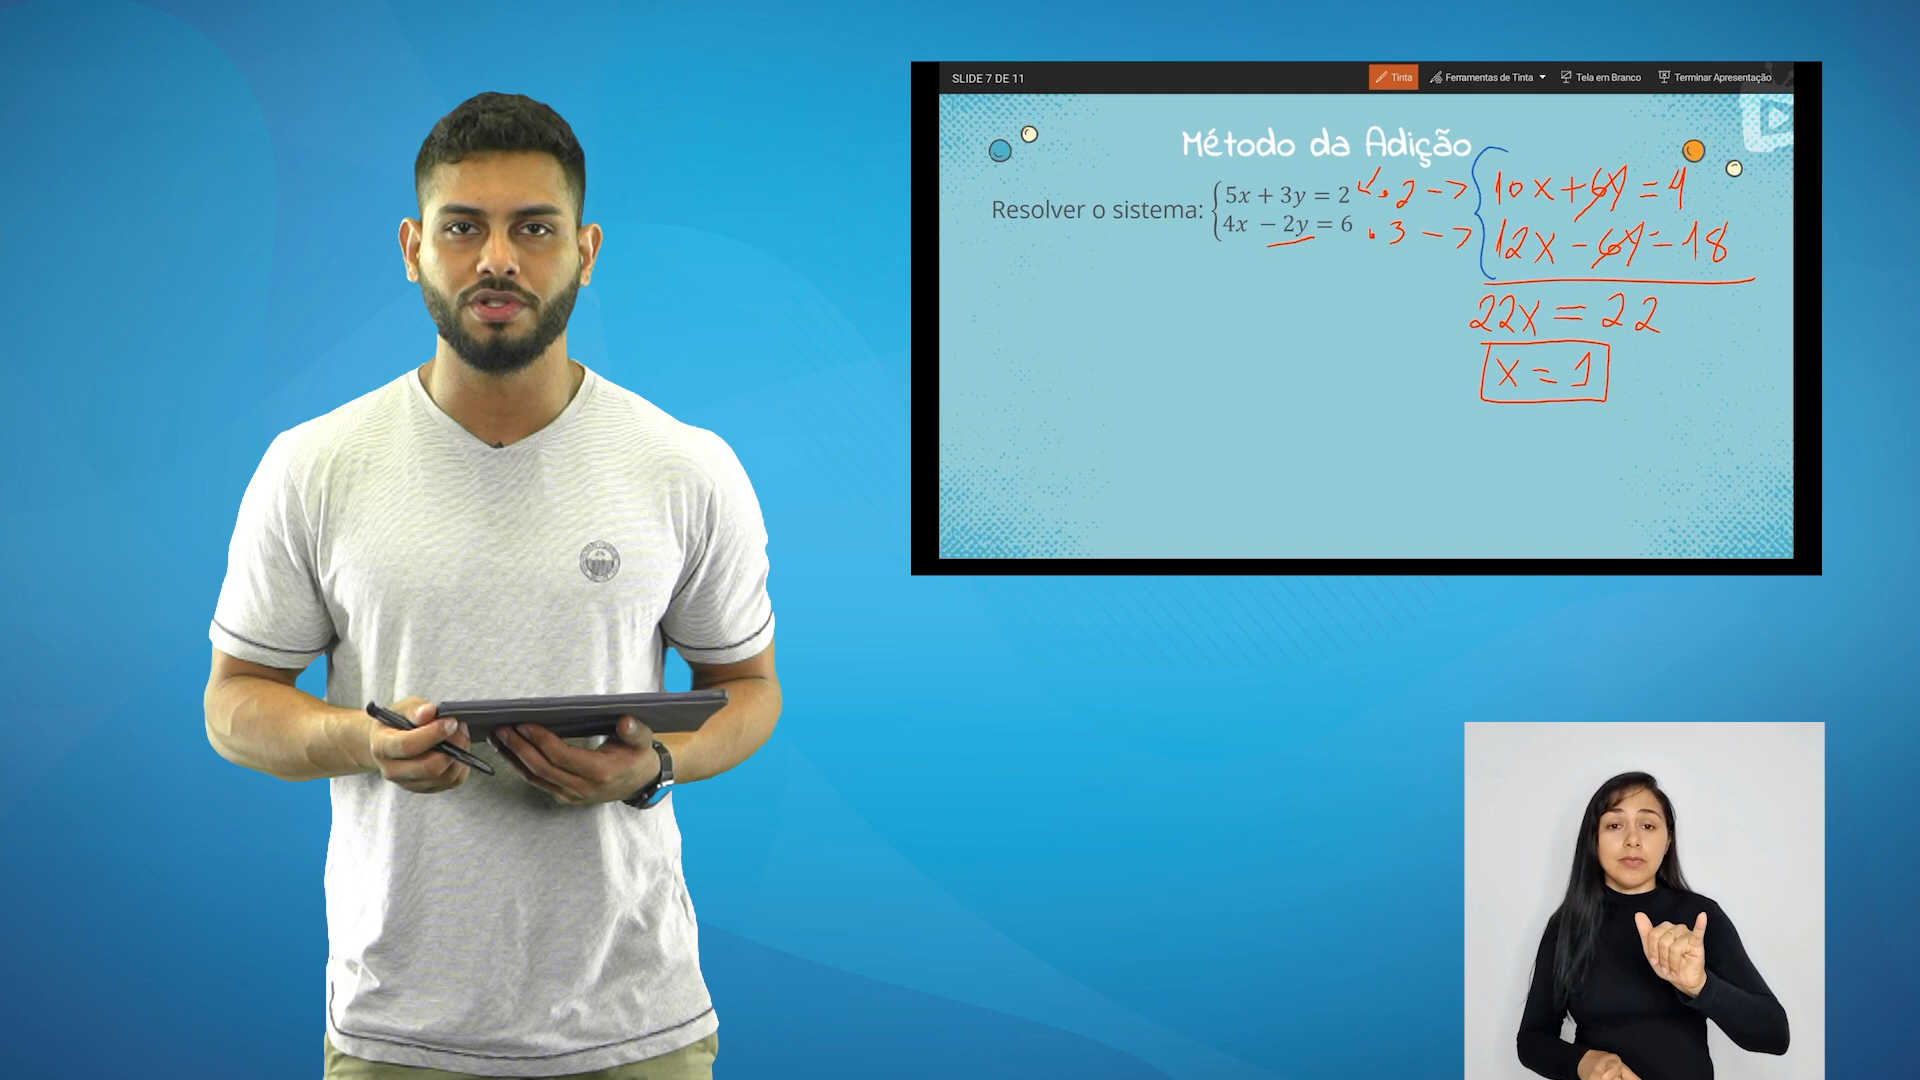 SLIDE 7 DE 11
Tinta
Ferramentas de Tinta
Tela em Branco
Terminar Apresentação
Método da Adição
Resolver o sistema:
5x + 3y = 2 . 2 ->
4x - 2y = 6 . 3 ->
10x + 6y = 4
12x - 6y = 18
22x = 22
x = 1